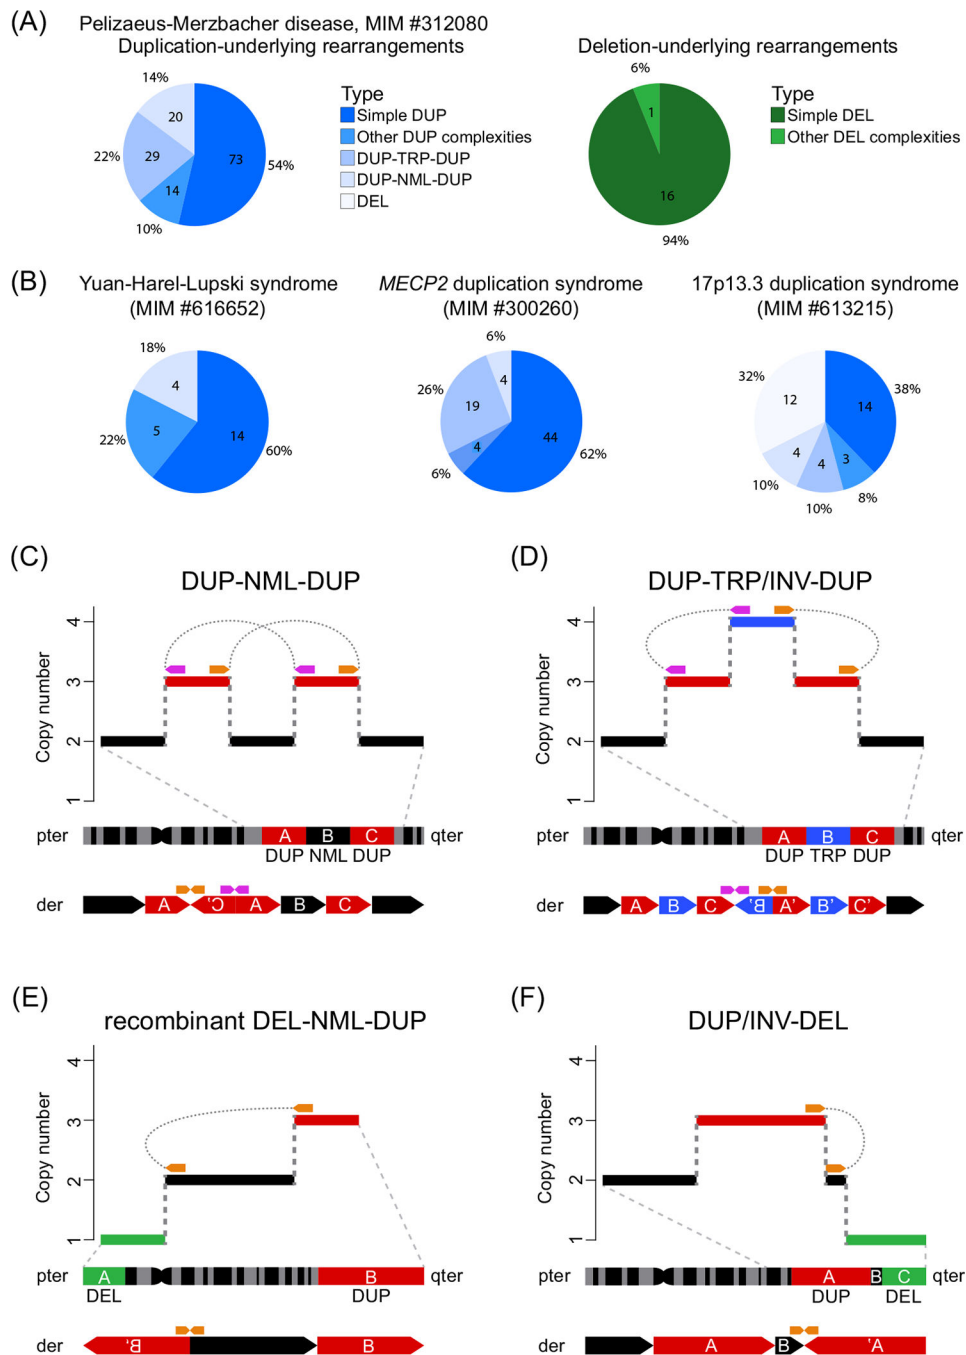 (A)
Pelizaeus-Merzbacher disease, MIM #312080
Duplication-underlying rearrangements
Deletion-underlying rearrangements
14%
20
22%
29
73
54%
14
10%
Type
Simple DUP
Other DUP complexities
DUP-TRP-DUP
DUP-NML-DUP
DEL
6%
1
16
94%
Type
Simple DEL
Other DEL complexities
(B)
Yuan-Harel-Lupski syndrome
(MIM #616652)
MECP2 duplication syndrome
(MIM #300260)
17p13.3 duplication syndrome
(MIM #613215)
18%
4
22%
5
14
60%
6%
4
26%
19
44
4
6%
62%
32%
12
14
38%
4
4
3
10%
10%
8%
(C)
DUP-NML-DUP
Copy number
4
3
2
1
pter
A
B
C
qter
DUP NML DUP
der
A
C'
A
B
C
(D)
DUP-TRP/INV-DUP
Copy number
4
3
2
1
pter
A
B
C
qter
DUP TRP DUP
der
A
B
C
B'
A'
B'
C'
(E)
recombinant DEL-NML-DUP
Copy number
4
3
2
1
pter
A
B
qter
DEL
DUP
der
B'
B
(F)
DUP/INV-DEL
Copy number
4
3
2
1
pter
A
B
C
qter
DUP
DEL
der
A
B
A'